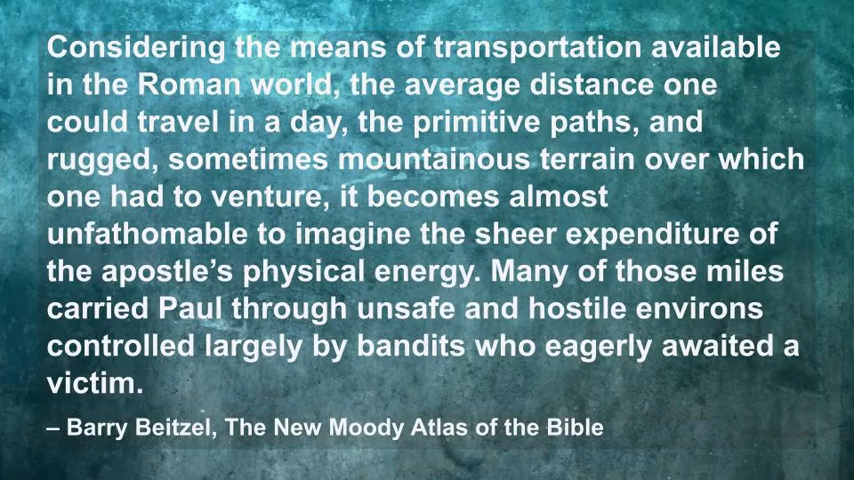 Considering the means of transportation available
in the Roman world, the average distance one
could travel in a day, the primitive paths, and
rugged, sometimes mountainous terrain over which
one had to venture, it becomes almost
unfathomable to imagine the sheer expenditure of
the apostle’s physical energy. Many of those miles
carried Paul through unsafe and hostile environs
controlled largely by bandits who eagerly awaited a
victim.
– Barry Beitzel, The New Moody Atlas of the Bible